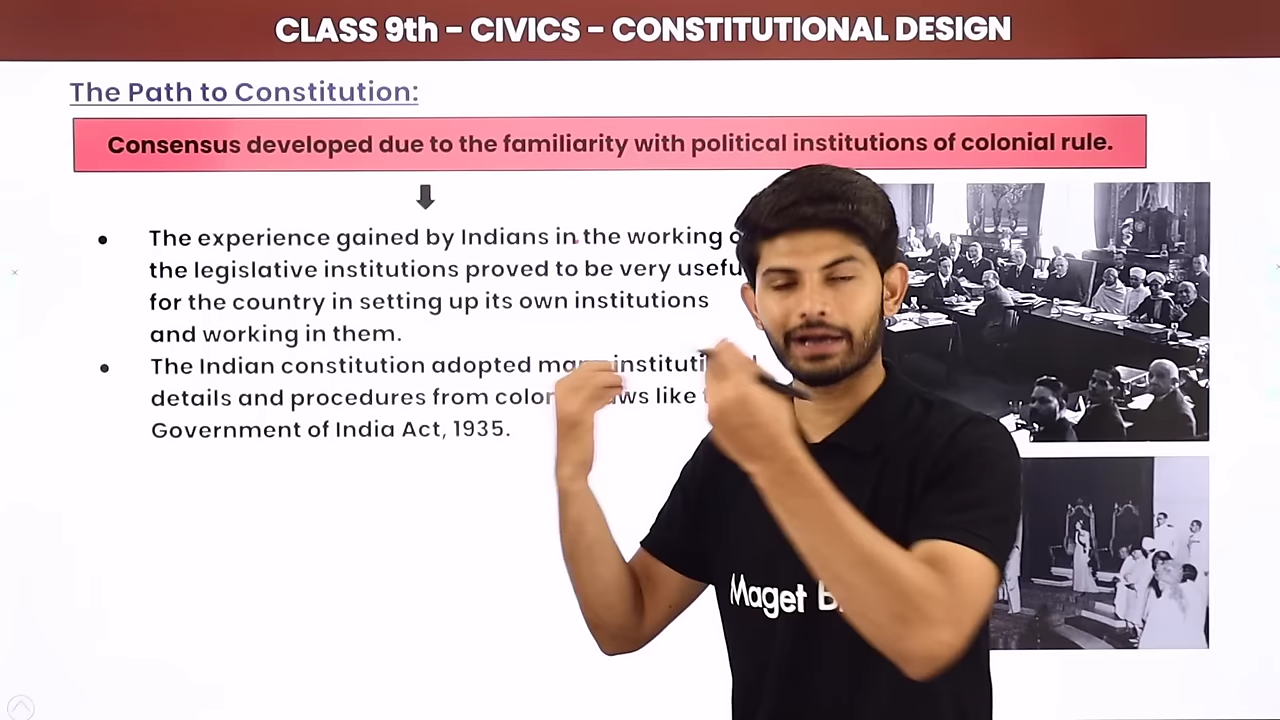 CLASS 9th - CIVICS - CONSTITUTIONAL DESIGN
The Path to Constitution:
Consensus developed due to the familiarity with political institutions of colonial rule.
• The experience gained by Indians in the working
the legislative institutions proved to be very
for the country in setting up its own institutions
and working in them.
• The Indian constitution adopted
details and procedures from like
Government of India Act, 1935.
Maget